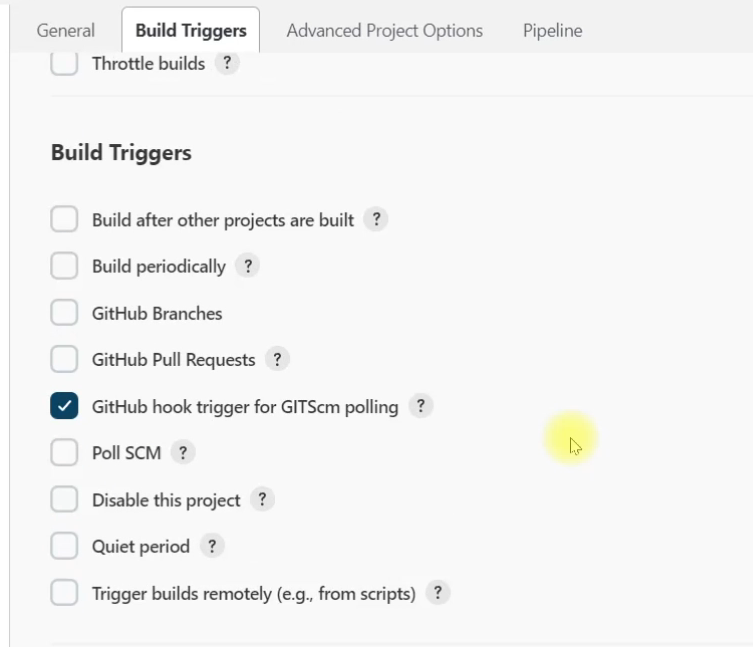 General Build Triggers Advanced Project Options Pipeline
Throttle builds ?
Build Triggers
Build after other projects are built ?
Build periodically ?
GitHub Branches
GitHub Pull Requests ?
GitHub hook trigger for GITScm polling ?
Poll SCM ?
Disable this project ?
Quiet period ?
Trigger builds remotely (e.g., from scripts) ?